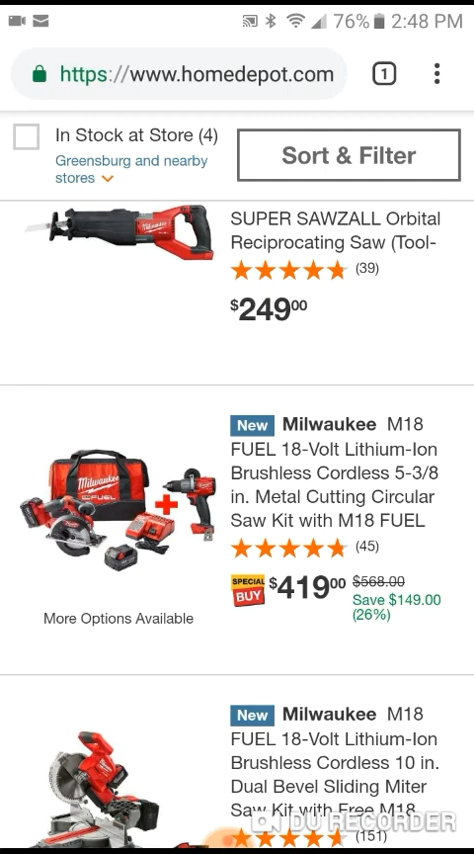 76% 2:48 PM
https://www.homedepot.com
1
In Stock at Store (4)
Greensburg and nearby
stores
Sort & Filter
SUPER SAWZALL Orbital
Reciprocating Saw (Tool-
(39)
$24900
New Milwaukee M18
FUEL 18-Volt Lithium-Ion
Brushless Cordless 5-3/8
in. Metal Cutting Circular
Saw Kit with M18 FUEL
(45)
SPECIAL
BUY
$41900 $568.00
Save $149.00
(26%)
Milwaukee
FUEL
More Options Available
New Milwaukee M18
FUEL 18-Volt Lithium-Ion
Brushless Cordless 10 in.
Dual Bevel Sliding Miter
Saw Kit with Free M18
DU RECORDER
(151)